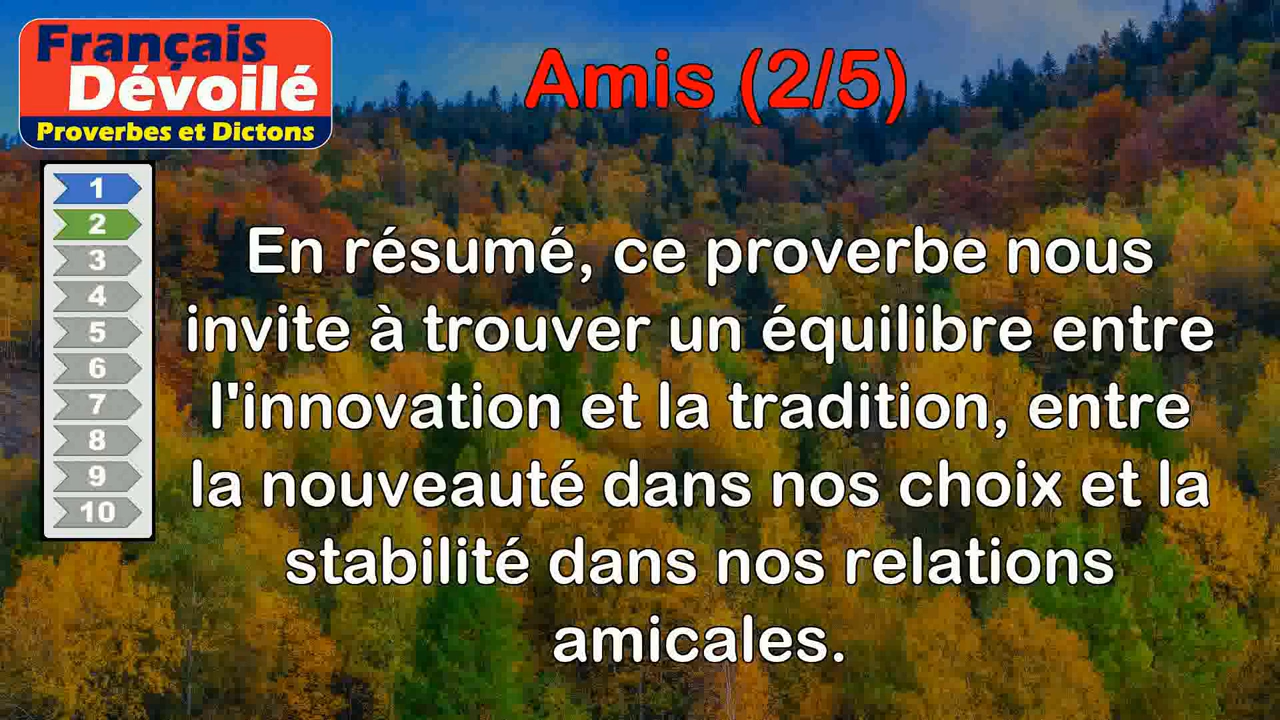 Français
Dévoilé
Proverbes et Dictons
Amis (2/5)
1
2
3
4
5
6
7
8
9
10
En résumé, ce proverbe nous
invite à trouver un équilibre entre
l'innovation et la tradition, entre
la nouveauté dans nos choix et la
stabilité dans nos relations
amicales.